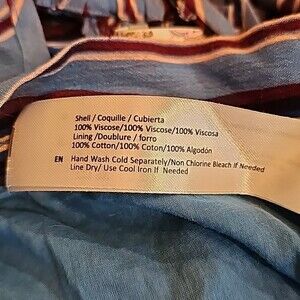 Shell / Coquille / Cubierta
100% Viscose/100% Viscose/100% Viscosa
Lining /Doublure / forro
100% Cotton/100% Coton/100% Algodón
EN Hand Wash Cold Separately/Non Chlorine Bleach If Needed
Line Dry/ Use Cool Iron If Needed